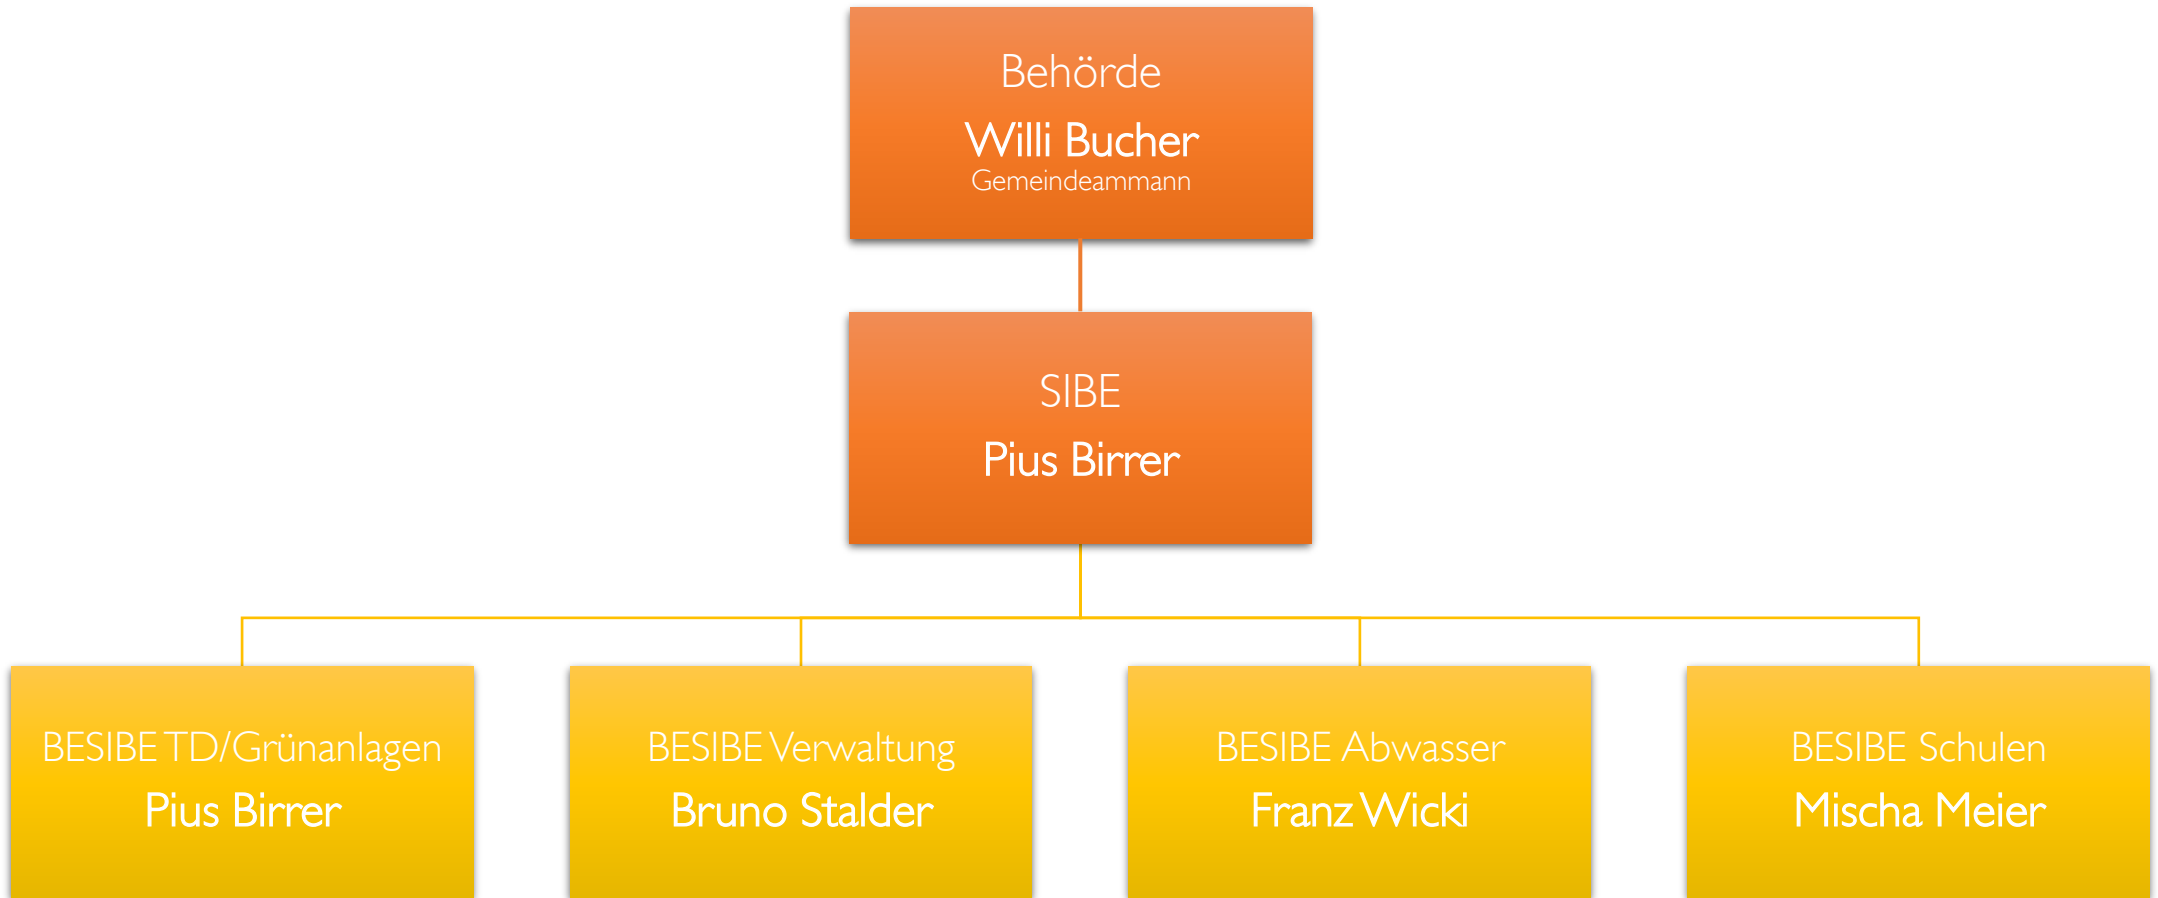 Behörde
Willi Bucher
Gemeindeammann
SIBE
Pius Birrer
BESIBE TD/Grünanlagen
Pius Birrer
BESIBE Verwaltung
Bruno Stalder
BESIBE Abwasser
Franz Wicki
BESIBE Schulen
Mischa Meier